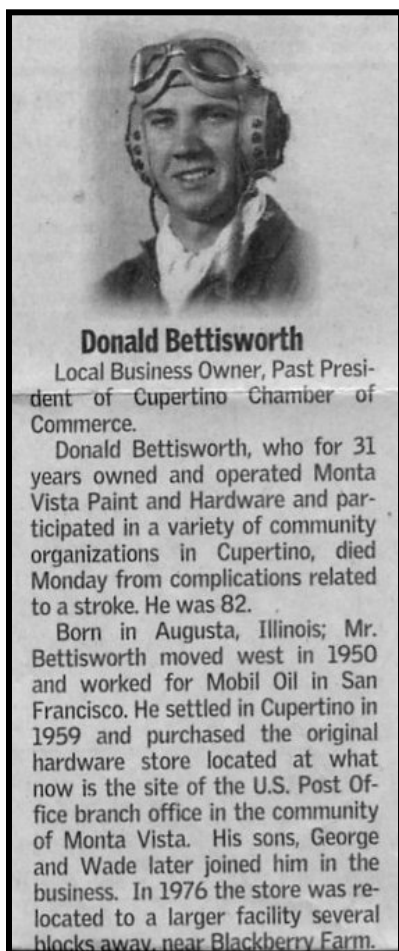 Donald Bettisworth
Local Business Owner, Past Presi-
dent of Cupertino Chamber of
Commerce.
Donald Bettisworth, who for 31
years owned and operated Monta
Vista Paint and Hardware and par-
ticipated in a variety of community
organizations in Cupertino, died
Monday from complications related
to a stroke. He was 82.
Born in Augusta, Illinois; Mr.
Bettisworth moved west in 1950
and worked for Mobil Oil in San
Francisco. He settled in Cupertino in
1959 and purchased the original
hardware store located at what
now is the site of the U.S. Post Of-
fice branch office in the community
of Monta Vista. His sons, George
and Wade later joined him in the
business. In 1976 the store was re-
located to a larger facility several
blocks away, near Blackberry Farm.